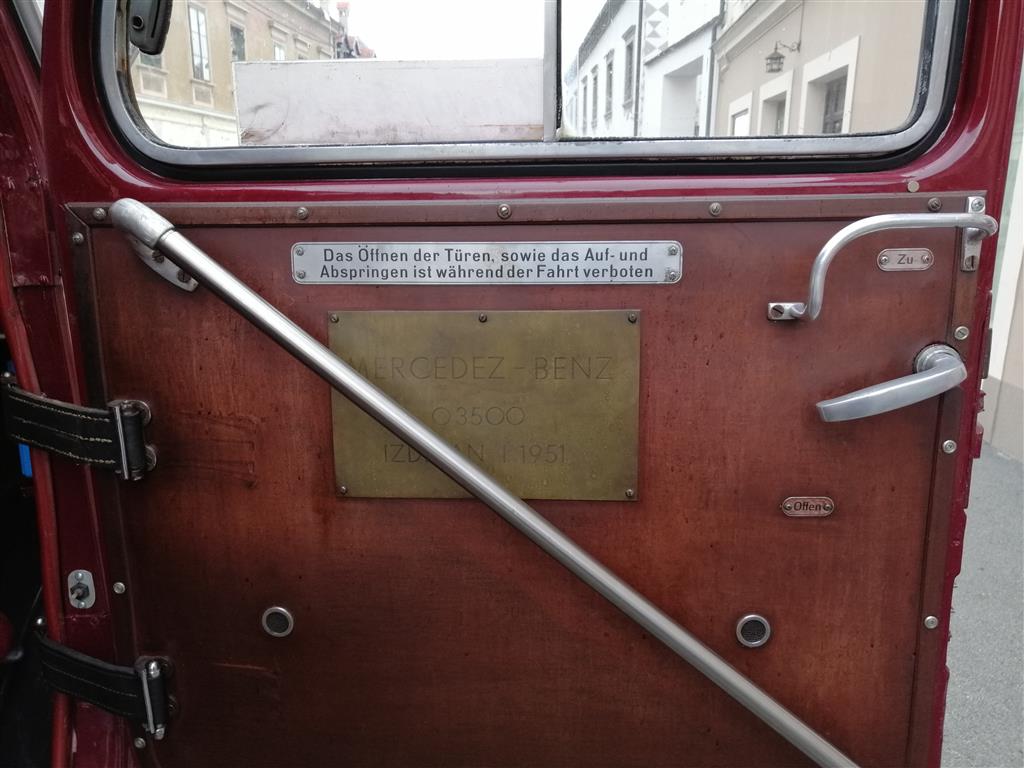 Das Öffnen der Türen, sowie das Auf- und
Abspringen ist während der Fahrt verboten
Zu
MERCEDEZ - BENZ
O 3500
1951
Offen